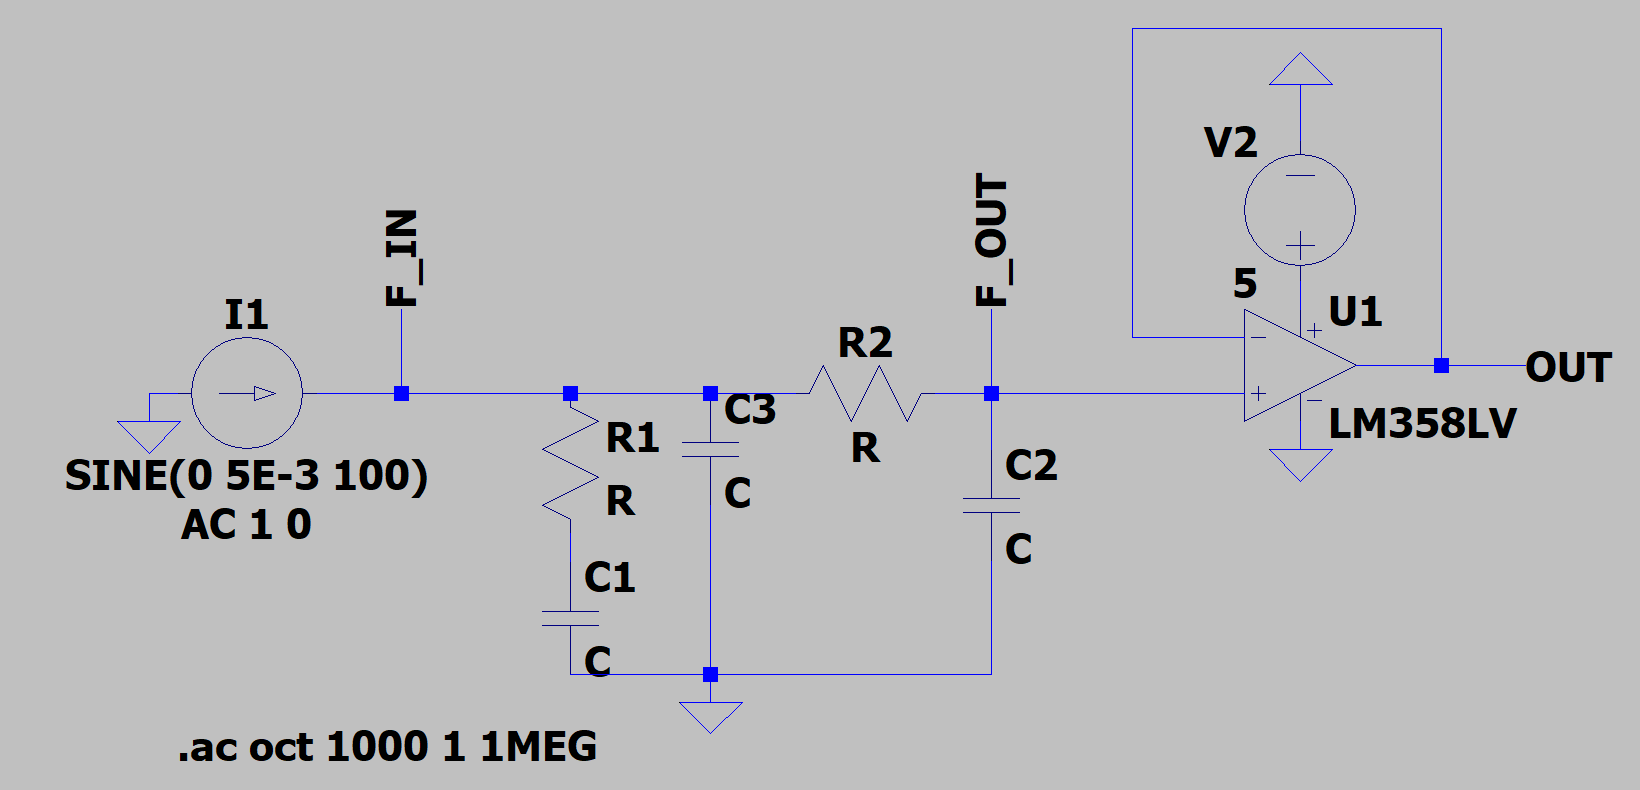 V2
F_IN
F_OUT
5
I1
U1
R2
OUT
C3
R1
LM358LV
R
C2
SINE(0 5E-3 100)
C
R
AC 1 0
C
C1
C
.ac oct 1000 1 1MEG